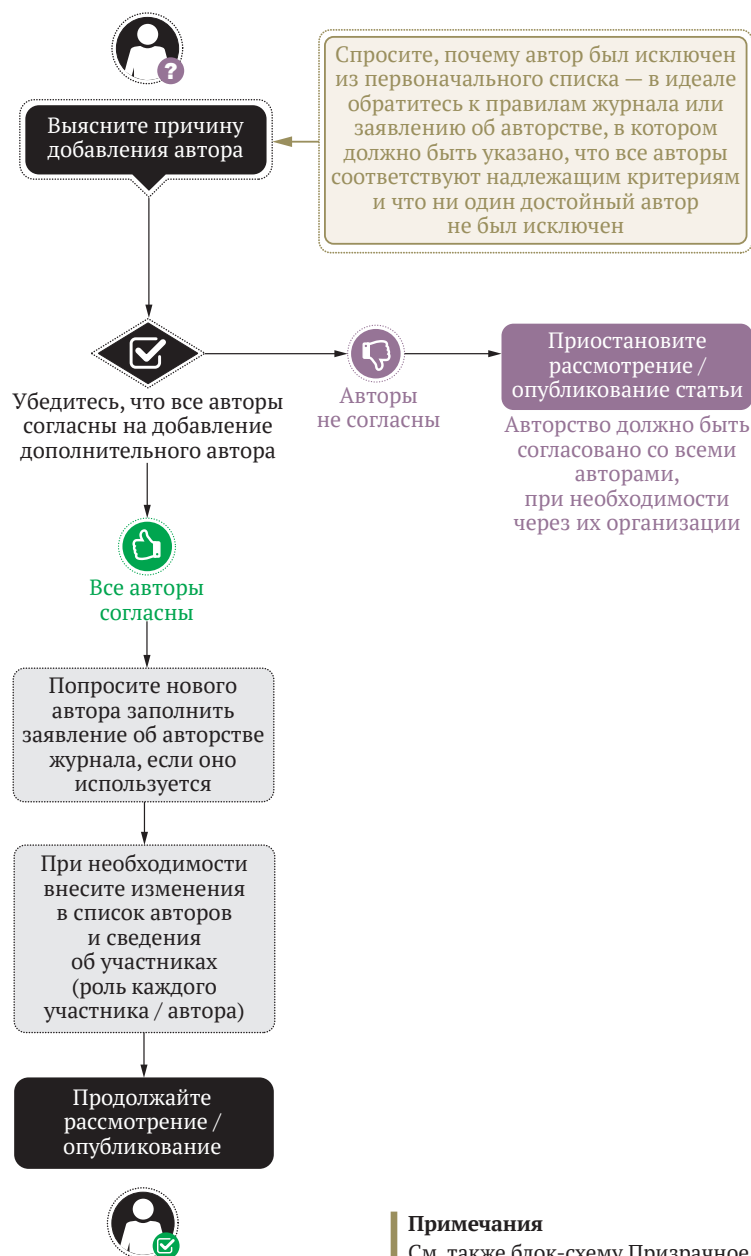 Выясните причину
добавления автора
Спросите, почему автор был исключен
из первоначального списка — в идеале
обратитесь к правилам журнала или
заявлению об авторстве, в котором
должно быть указано, что все авторы
соответствуют надлежащим критериям
и что ни один достойный автор
не был исключен
Убедитесь, что все авторы
согласны на добавление
дополнительного автора
Авторы
не согласны
Приостановите
рассмотрение /
опубликование статьи
Авторство должно быть
согласовано со всеми
авторами,
при необходимости
через их организации
Все авторы
согласны
Попросите нового
автора заполнить
заявление об авторстве
журнала, если оно
используется
При необходимости
внесите изменения
в список авторов
и сведения
об участниках
(роль каждого
участника / автора)
Продолжайте
рассмотрение /
опубликование
Примечания
См. также блок-схему Призрачное